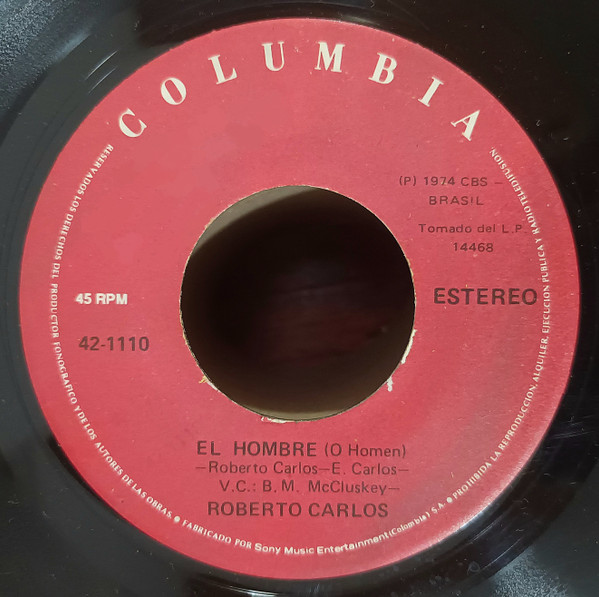 COLUMBIA
(P) 1974 CBS –
BRASIL
Tomado del L.P.
14468
45 RPM
ESTEREO
42-1110
EL HOMBRE (O Homen)
–Roberto Carlos–E. Carlos–
V.C.: B. M. McCluskey–
ROBERTO CARLOS
RESERVADOS LOS DERECHOS DEL PRODUCTOR FONOGRAFICO Y DE LOS AUTORES DE LAS OBRAS. ● FABRICADO POR Sony Music Entertainment (Colombia) S.A. ● PROHIBIDA LA REPRODUCCION, ALQUILER, EJECUCION PUBLICA Y RADIOTELEDIFUSION.